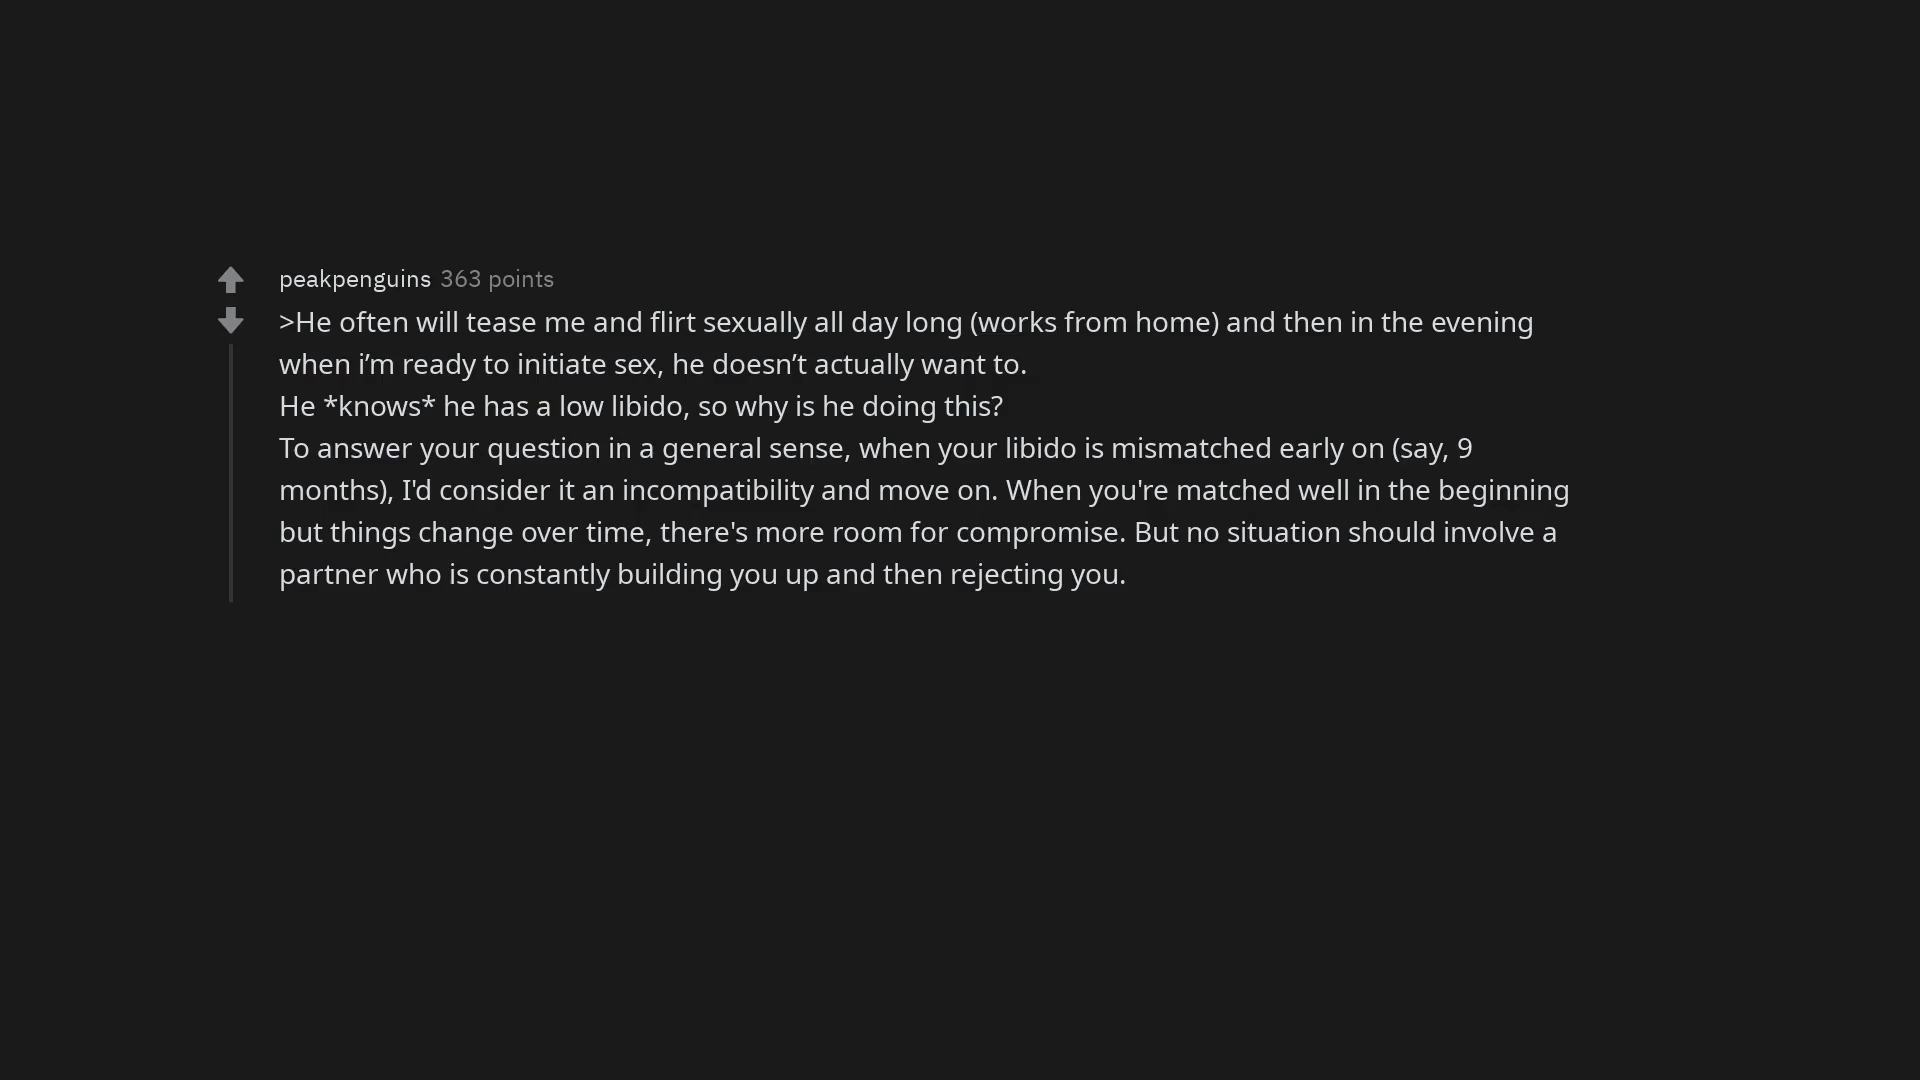 peakpenguins 363 points
>He often will tease me and flirt sexually all day long (works from home) and then in the evening
when i’m ready to initiate sex, he doesn’t actually want to.
He *knows* he has a low libido, so why is he doing this?
To answer your question in a general sense, when your libido is mismatched early on (say, 9
months), I'd consider it an incompatibility and move on. When you're matched well in the beginning
but things change over time, there's more room for compromise. But no situation should involve a
partner who is constantly building you up and then rejecting you.